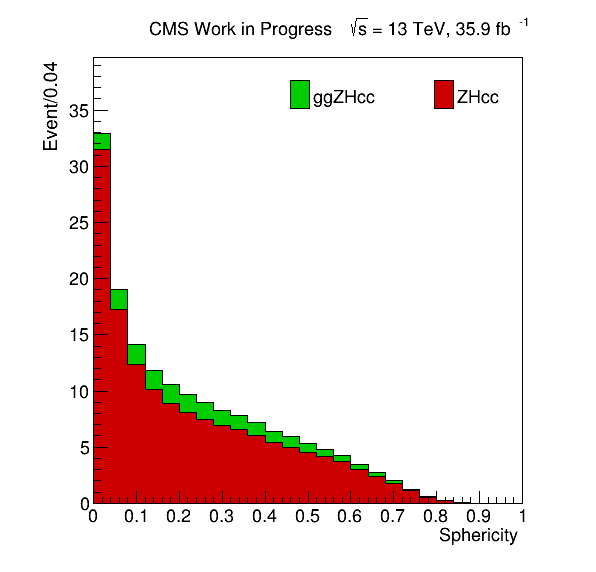 CMS Work in Progress √s = 13 TeV, 35.9 fb -1
Event/0.04
ggZHcc ZHcc
35
30
25
20
15
10
5
0
0 0.1 0.2 0.3 0.4 0.5 0.6 0.7 0.8 0.9 1
Sphericity